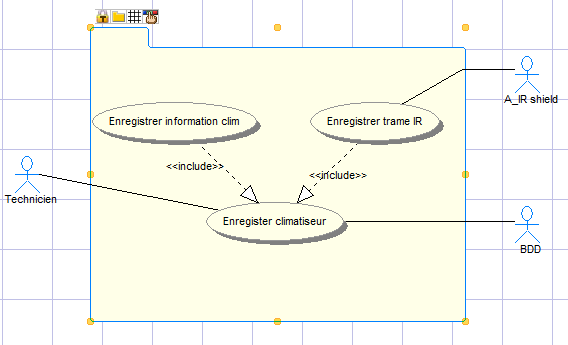 A_IR shield
Enregistrer information clim
Enregistrer trame IR
<<include>>
<<include>>
Technicien
Enregister climatiseur
BDD